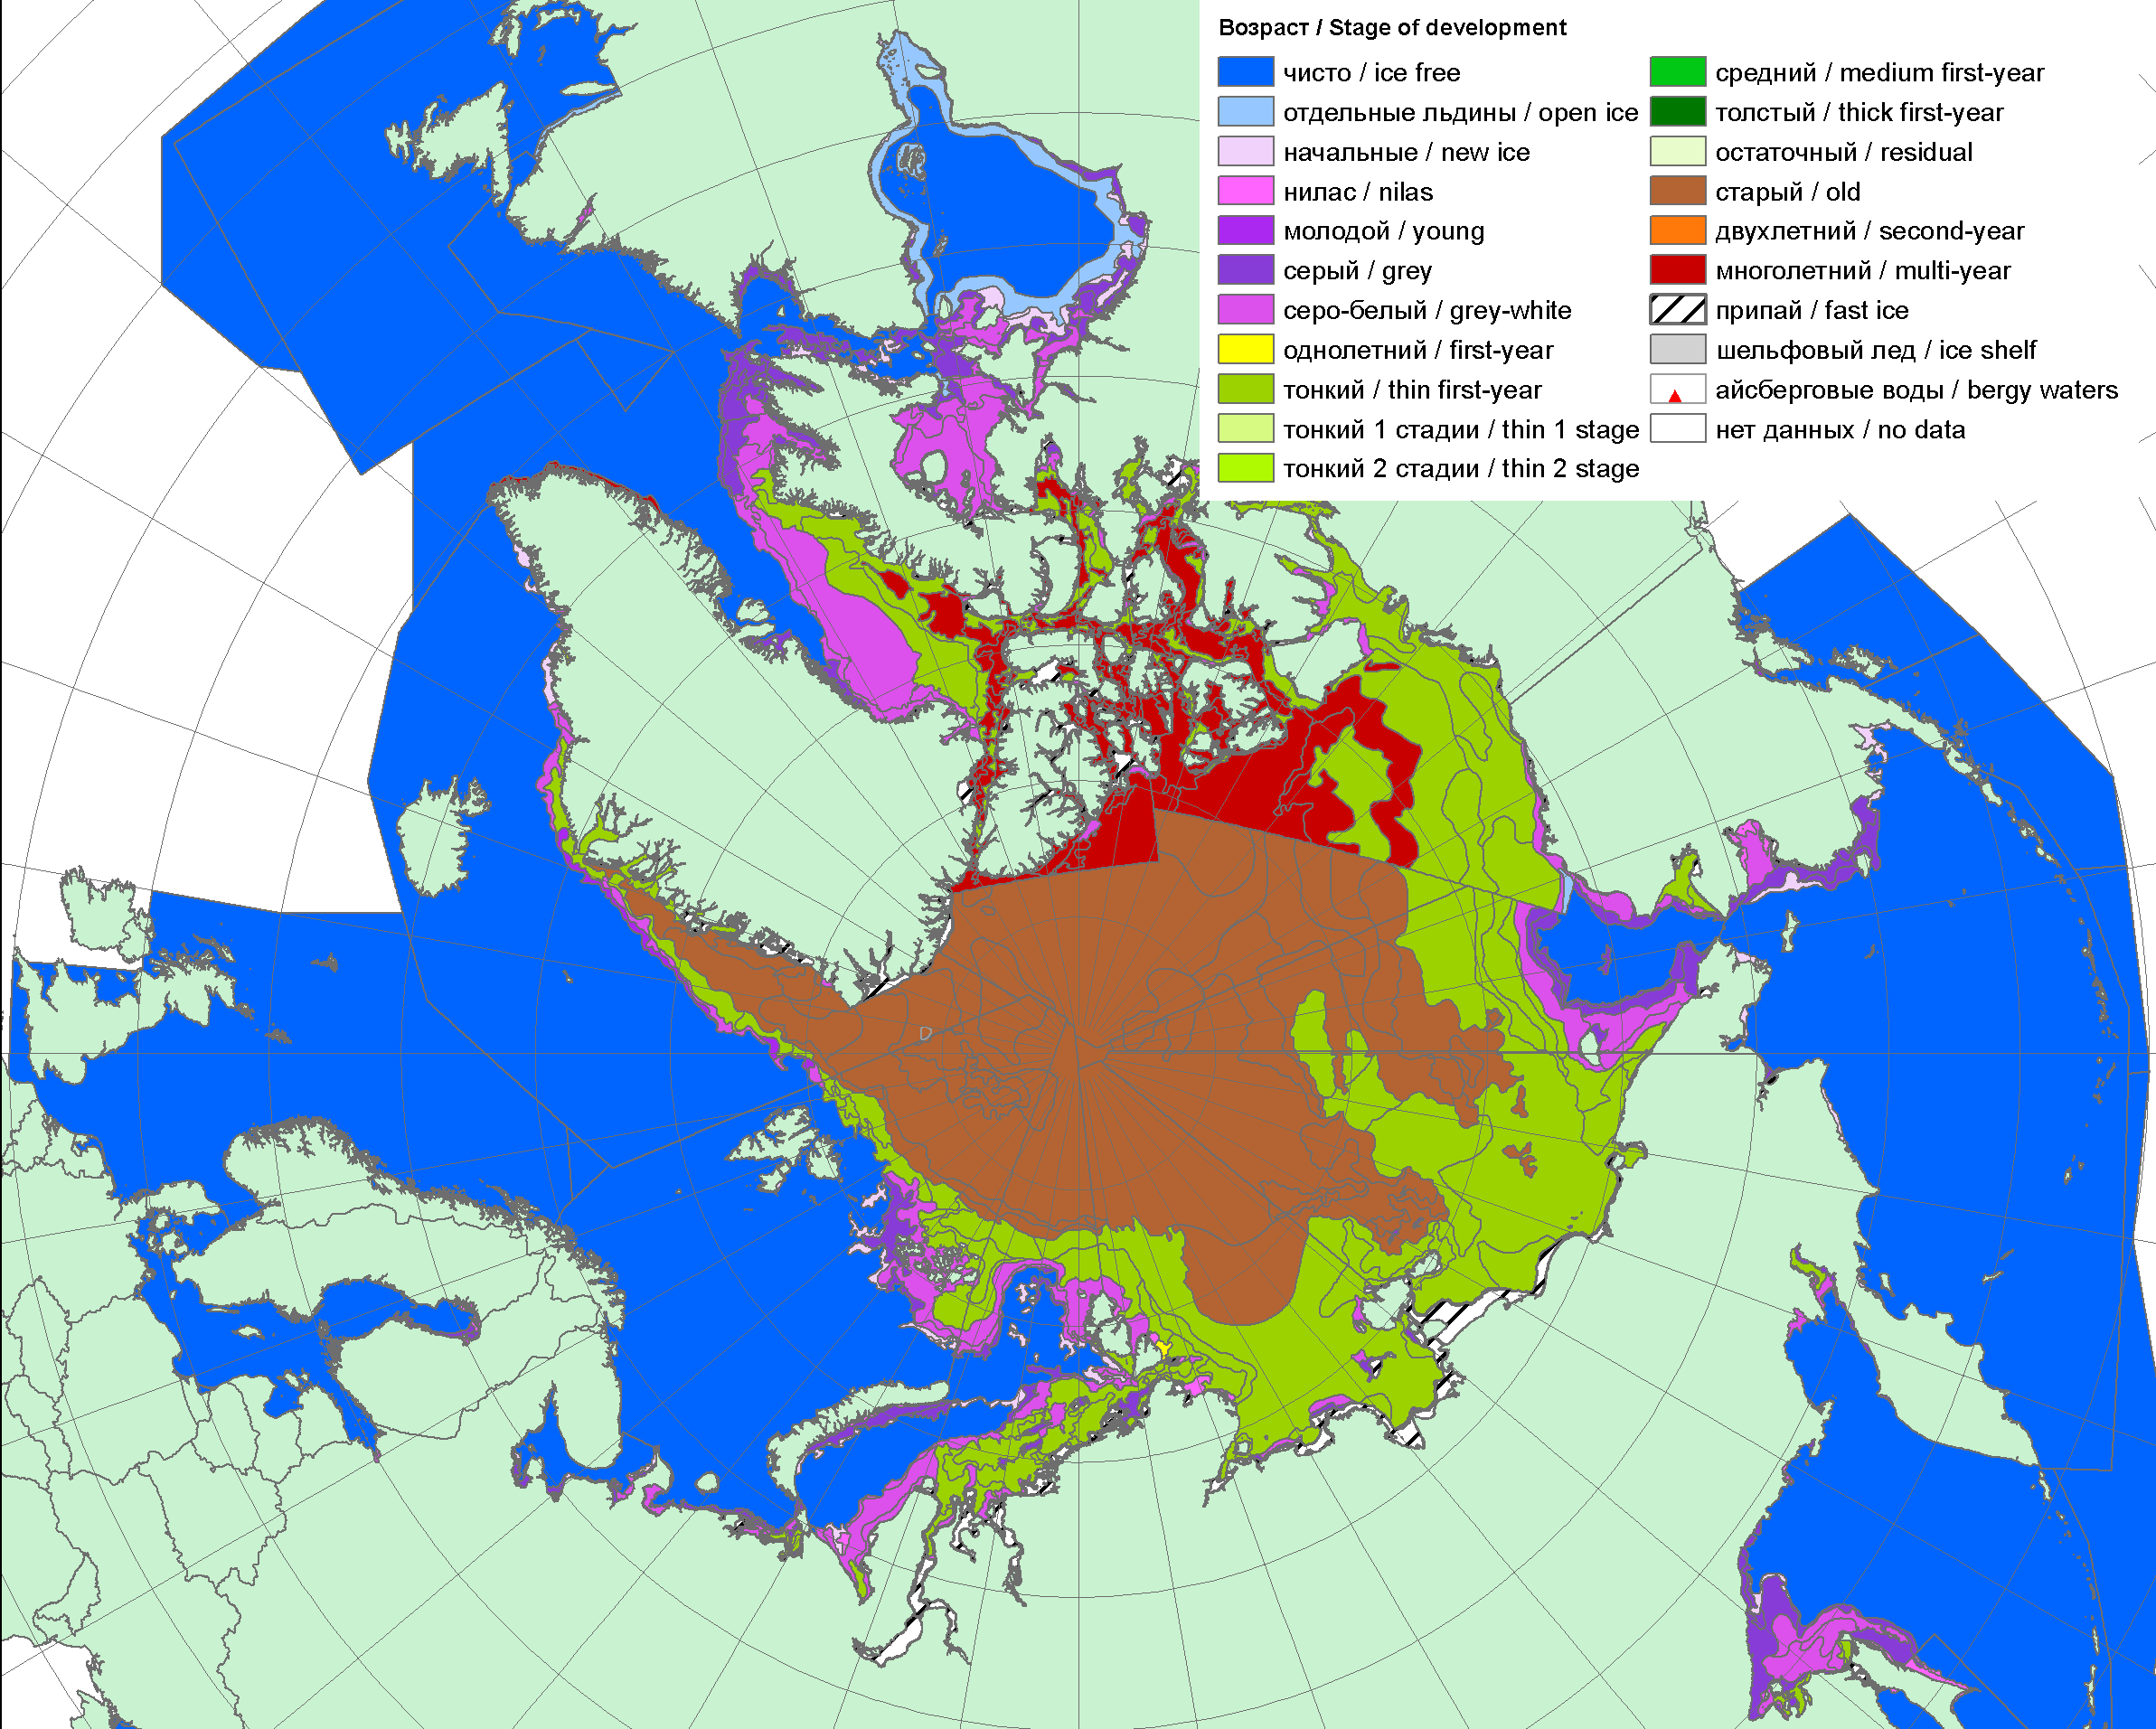 Возраст / Stage of development
чисто / ice free
отдельные льдины / open ice
начальные / new ice
нилас / nilas
молодой / young
серый / grey
серо-белый / grey-white
однолетний / first-year
тонкий / thin first-year
тонкий 1 стадии / thin 1 stage
тонкий 2 стадии / thin 2 stage
средний / medium first-year
толстый / thick first-year
остаточный / residual
старый / old
двухлетний / second-year
многолетний / multi-year
припай / fast ice
шельфовый лед / ice shelf
айсберговые воды / bergy waters
нет данных / no data